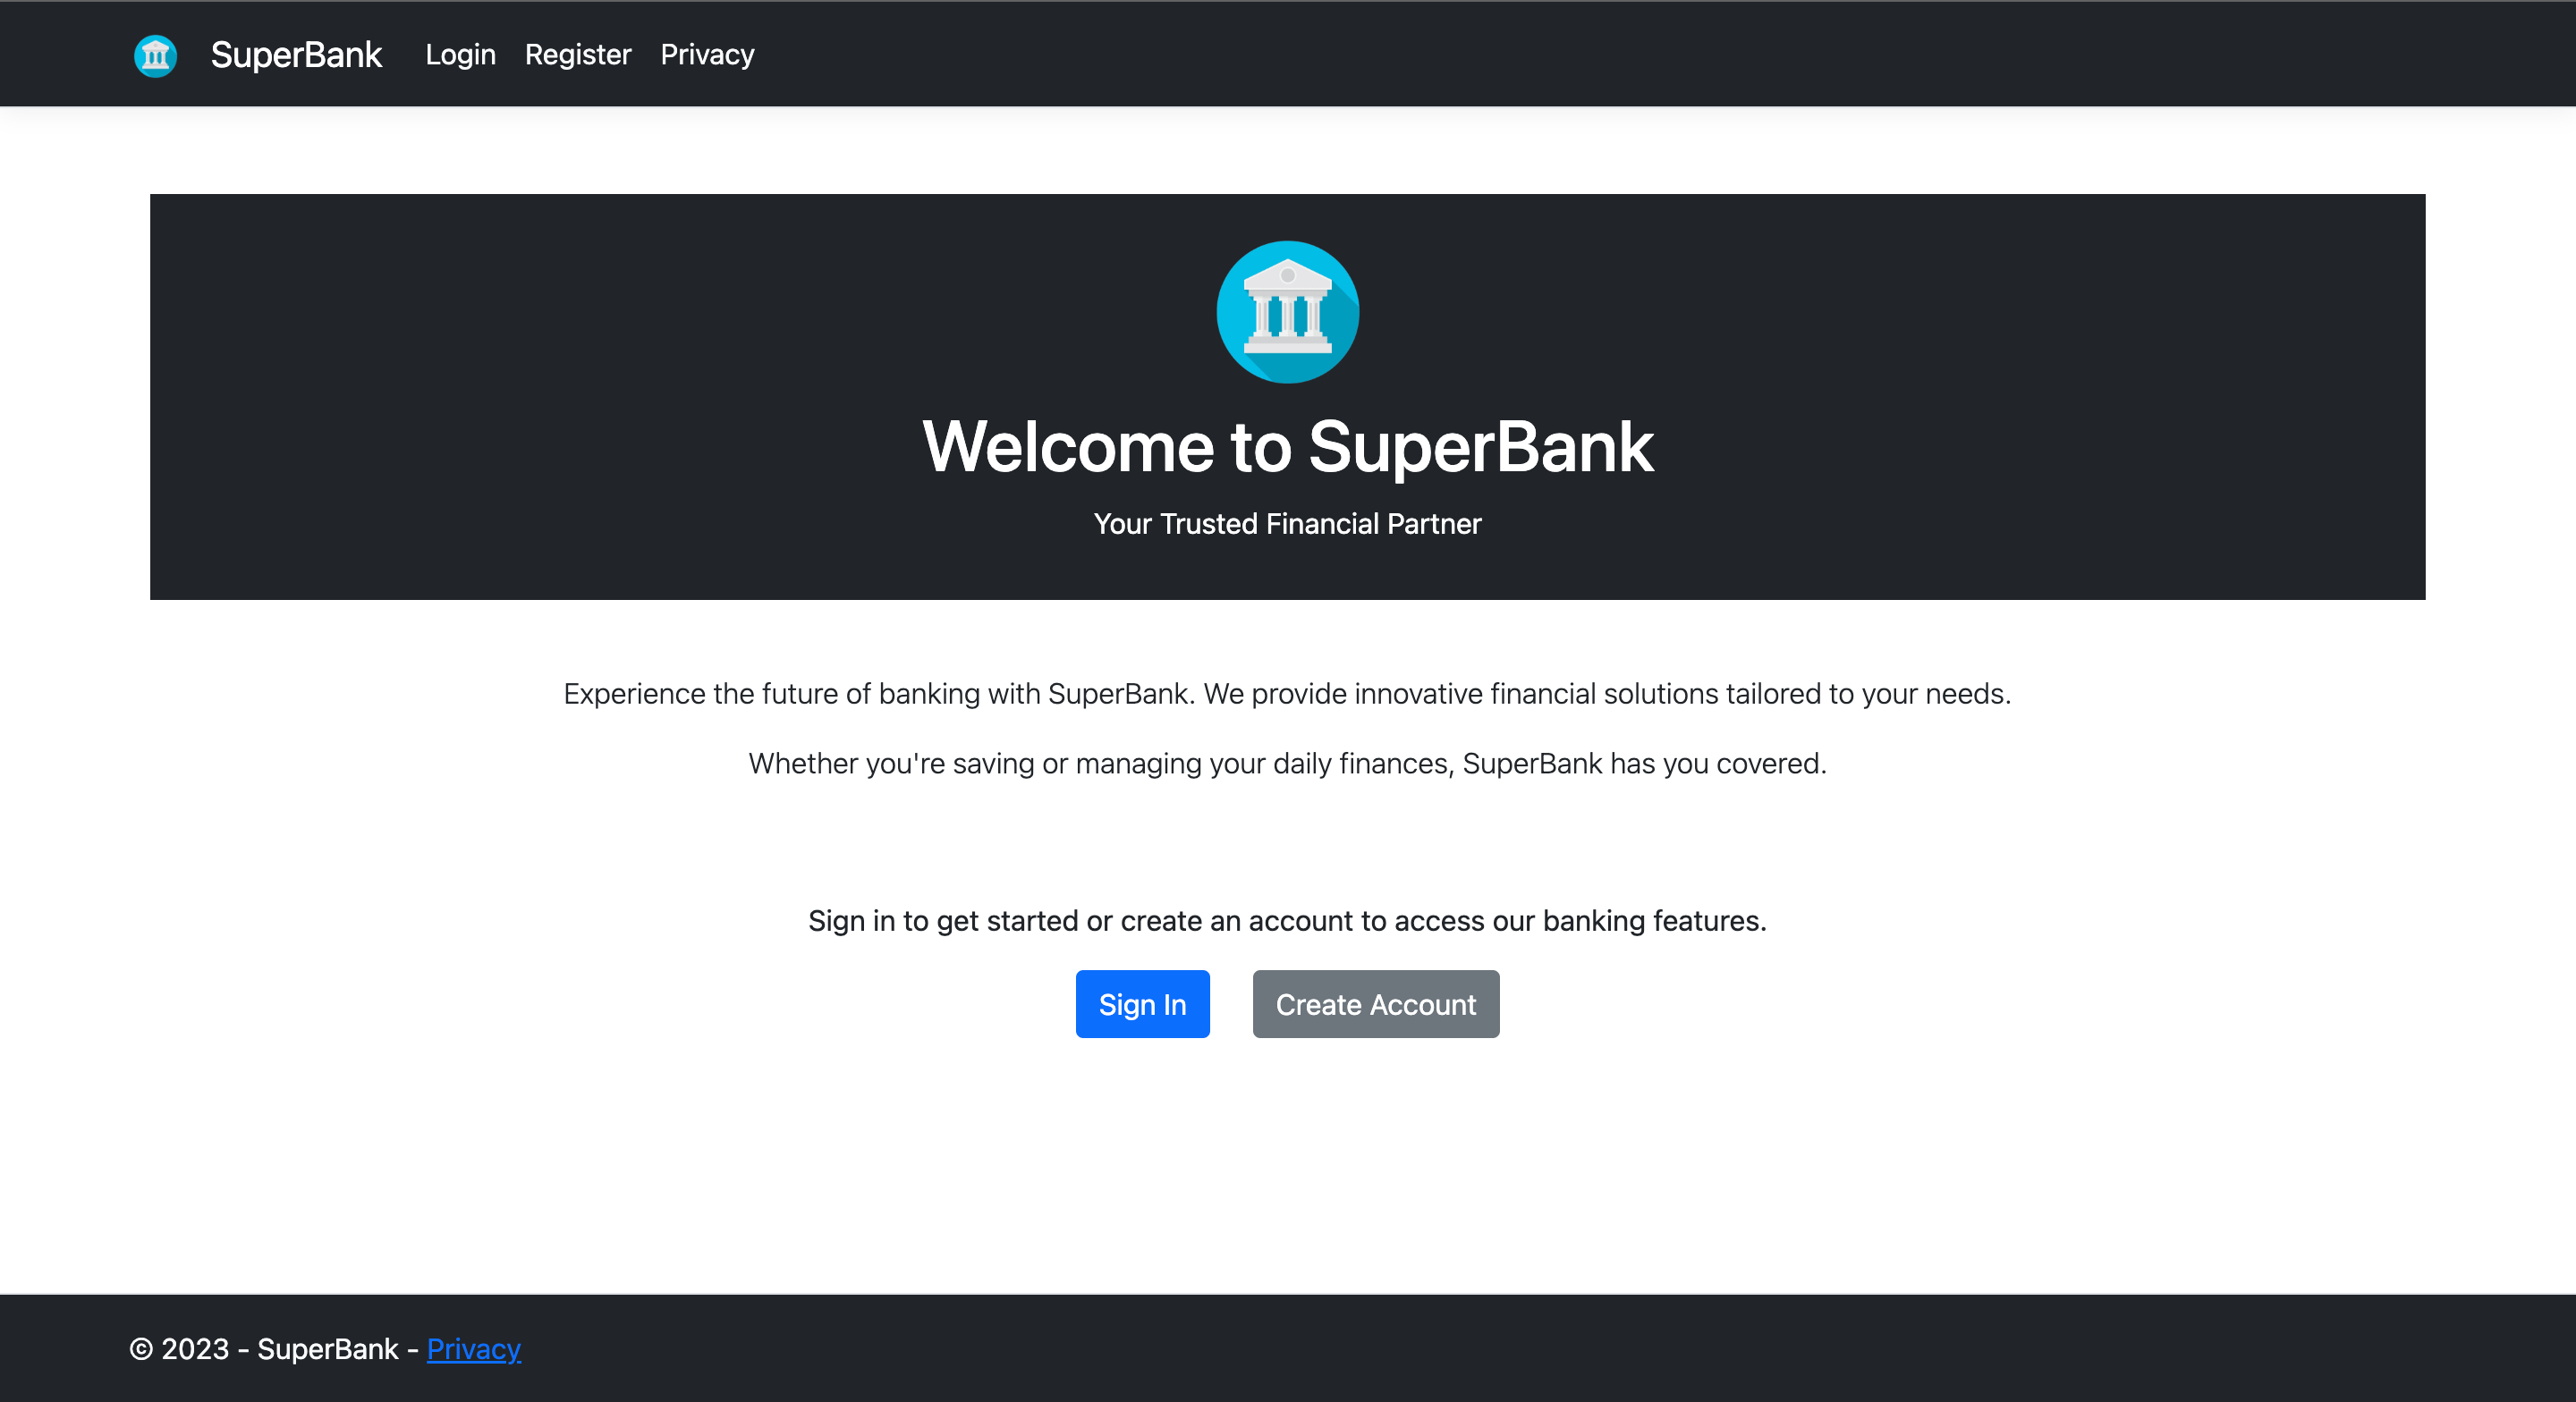 SuperBank Login Register Privacy
Welcome to SuperBank
Your Trusted Financial Partner
Experience the future of banking with SuperBank. We provide innovative financial solutions tailored to your needs.
Whether you're saving or managing your daily finances, SuperBank has you covered.
Sign in to get started or create an account to access our banking features.
Sign In Create Account
© 2023 - SuperBank - Privacy